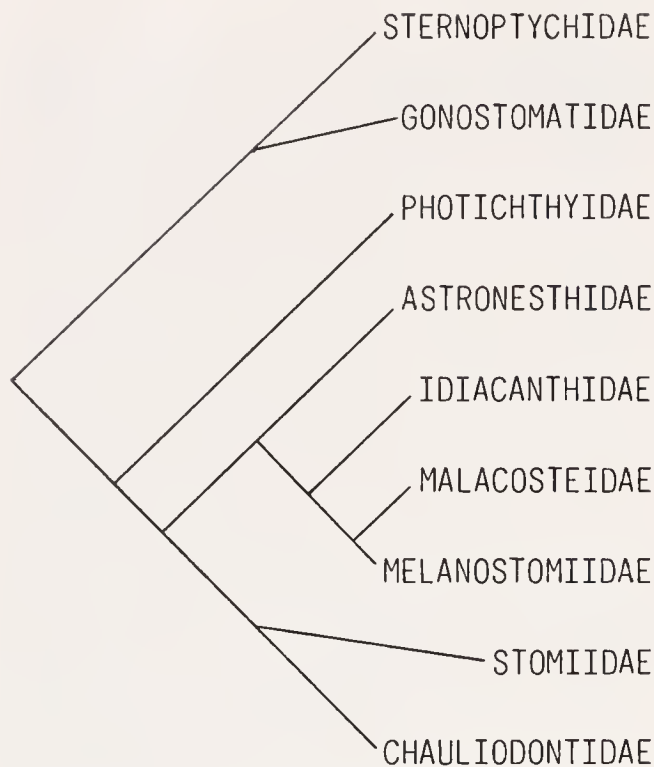 STERNOPTYCHIDAE
GONOSTOMATIDAE
PHOTICHTHYIDAE
ASTRONESTHIDAE
IDIACANTHIDAE
MALACOSTEIDAE
MELANOSTOMIIDAE
STOMIIDAE
CHAULIODONTIDAE